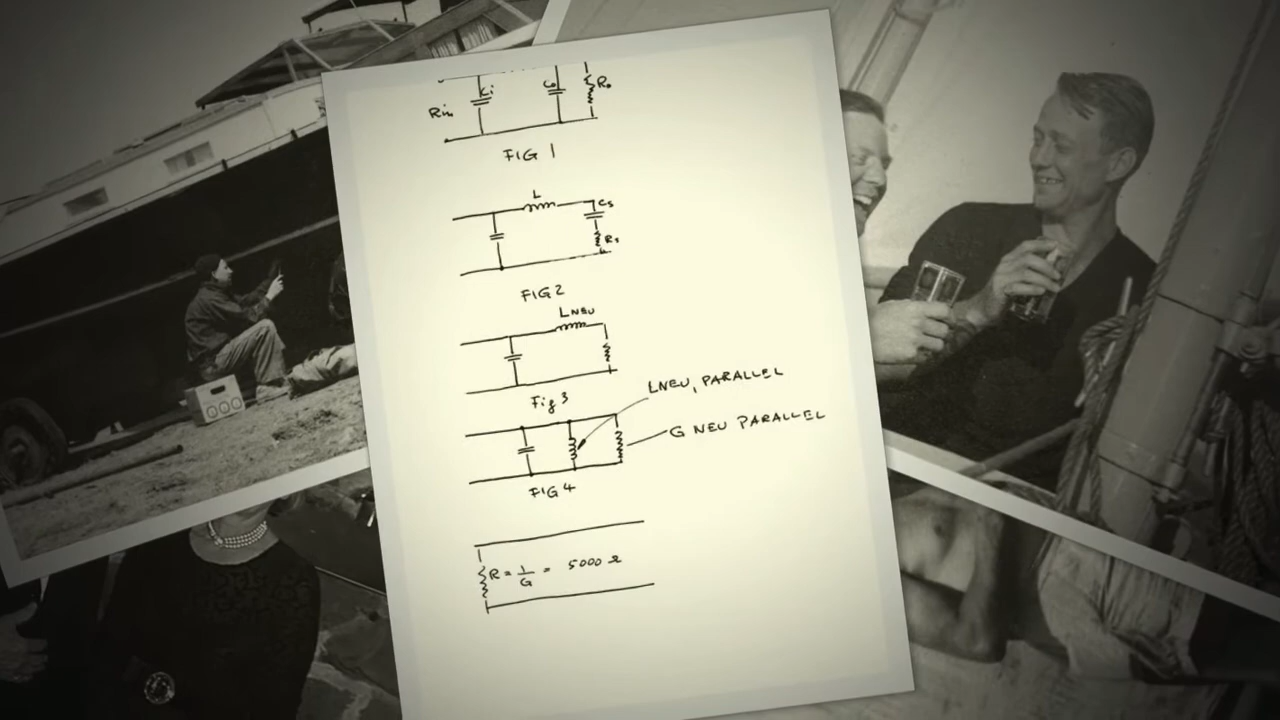 Rin Ci Co Ro
FIG 1
L
Cs
Rs
FIG 2
LNEU
Fig 3
LNEU, PARALLEL
G NEU PARALLEL
FIG 4
R = 1/G = 5000 Ω